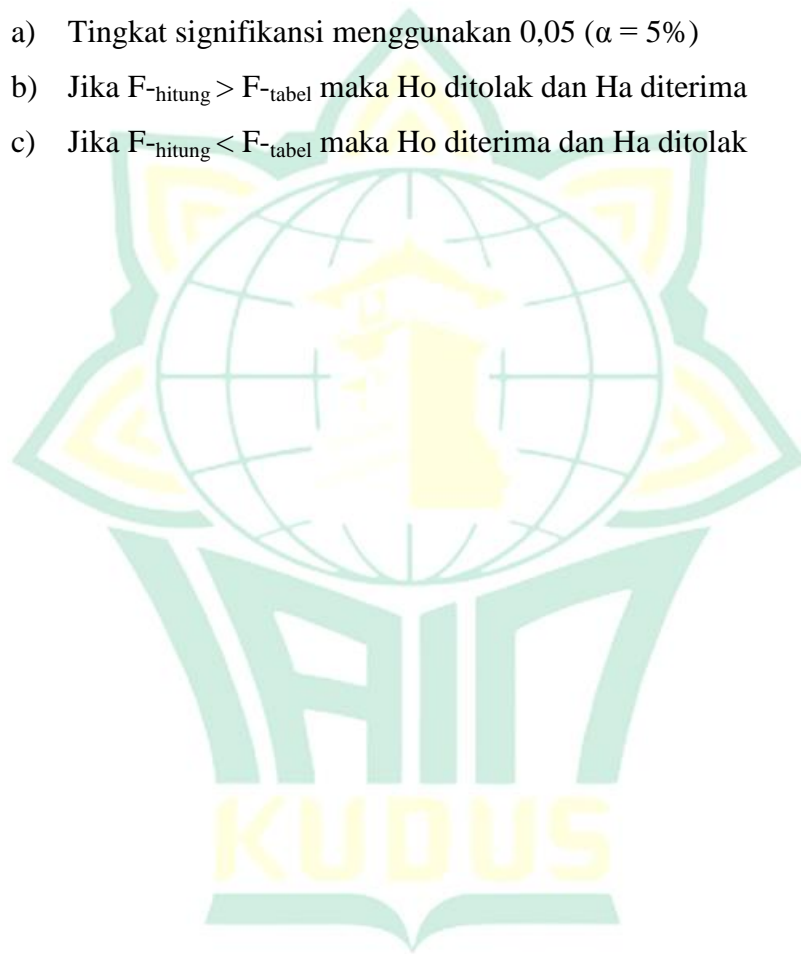 a) Tingkat signifikansi menggunakan 0,05 (α = 5%)
b) Jika F-hitung > F-tabel maka Ho ditolak dan Ha diterima
c) Jika F-hitung < F-tabel maka Ho diterima dan Ha ditolak
IAIN
KUDUS